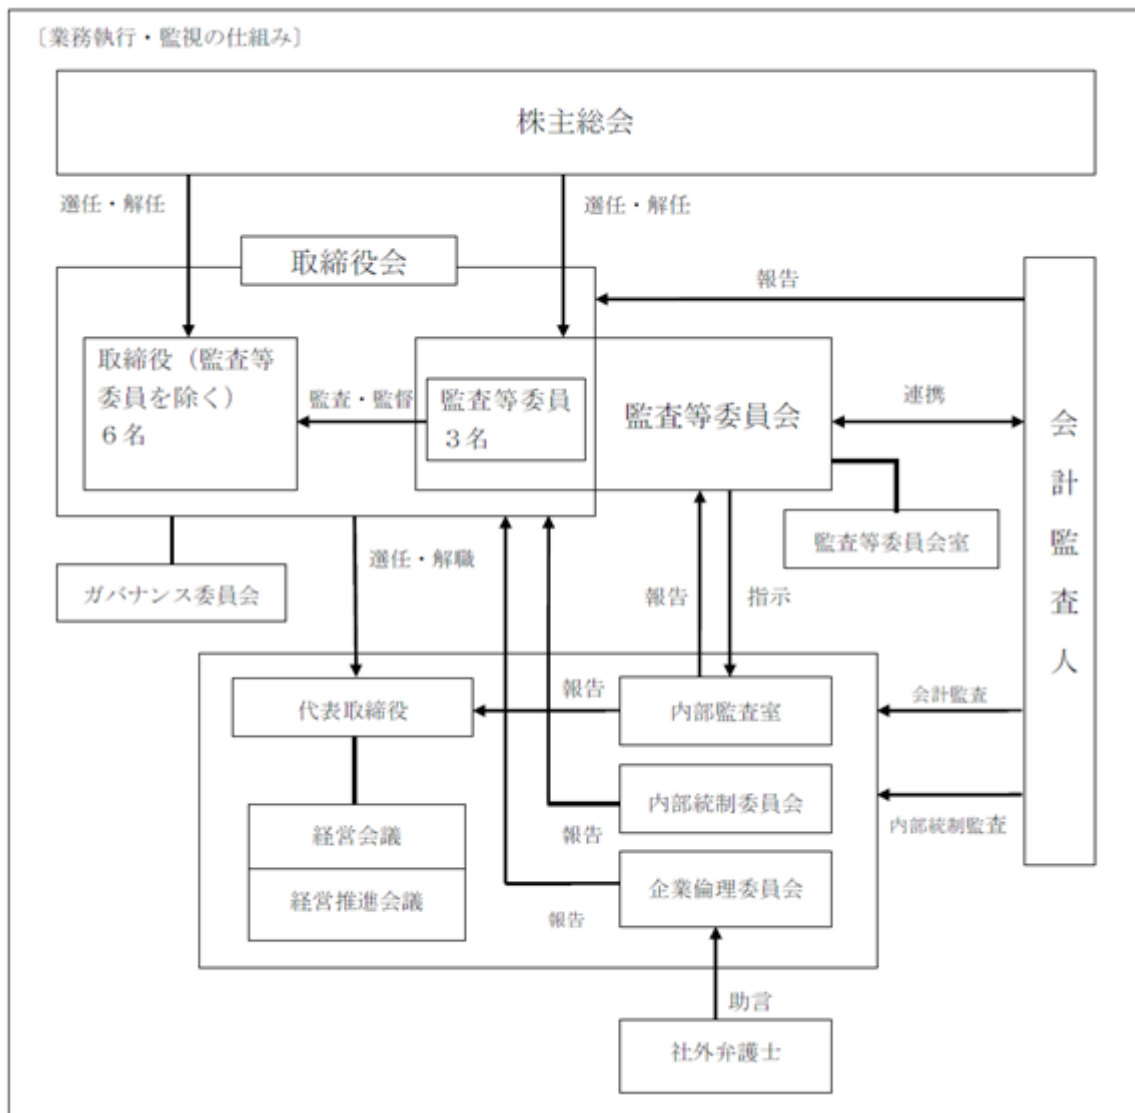 〔業務執行・監視の仕組み〕
株主総会
選任・解任
選任・解任
取締役会
報告
取締役（監査等
委員を除く）
６名
監査・監督
監査等委員
３名
監査等委員会
連携
会計監査人
監査等委員会室
選任・解職
ガバナンス委員会
報告
指示
代表取締役
報告
内部監査室
会計監査
内部統制委員会
報告
内部統制監査
経営会議
経営推進会議
企業倫理委員会
報告
助言
社外弁護士